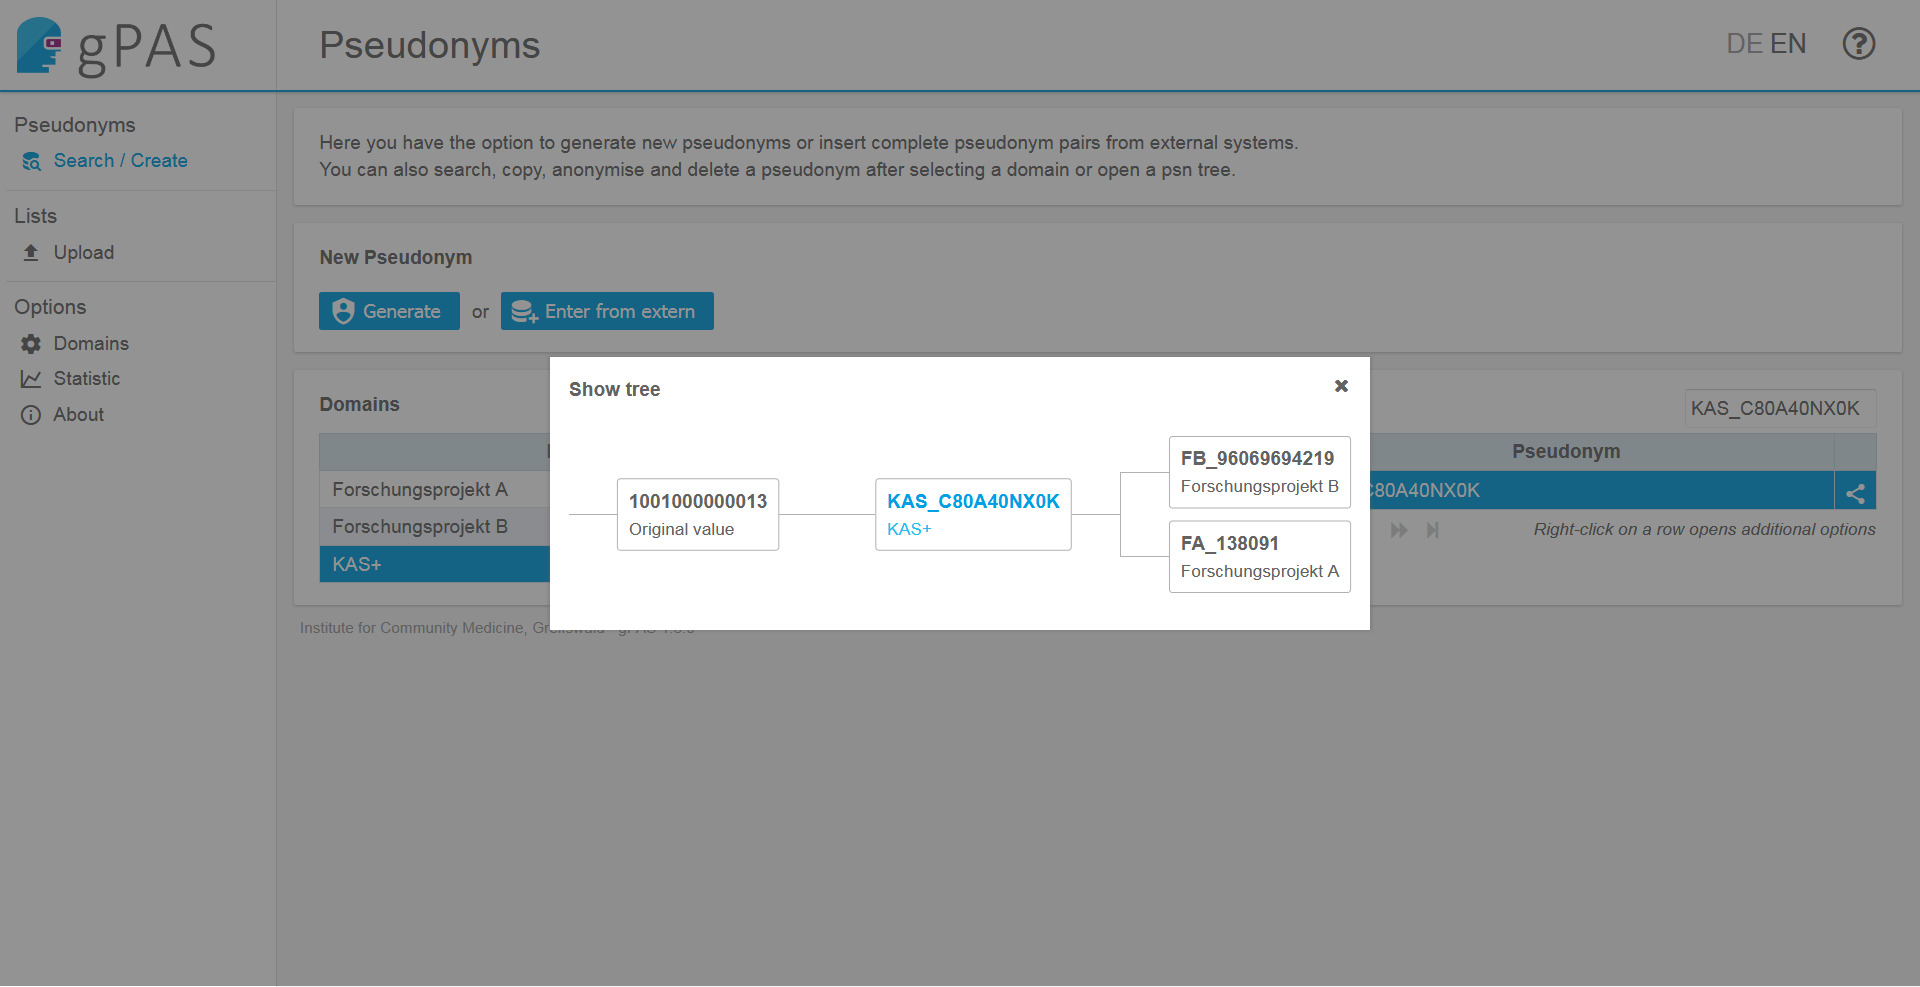 gPAS
Pseudonyms
DE EN
Pseudonyms
Search / Create
Lists
Upload
Options
Domains
Statistic
About
Here you have the option to generate new pseudonyms or insert complete pseudonym pairs from external systems.
You can also search, copy, anonymise and delete a pseudonym after selecting a domain or open a psn tree.
New Pseudonym
Generate or Enter from extern
Domains
KAS_C80A40NX0K
Pseudonym
Forschungsprojekt A
Forschungsprojekt B
KAS+
C80A40NX0K
Right-click on a row opens additional options
Show tree
1001000000013
Original value
KAS_C80A40NX0K
KAS+
FB_96069694219
Forschungsprojekt B
FA_138091
Forschungsprojekt A
Institute for Community Medicine,